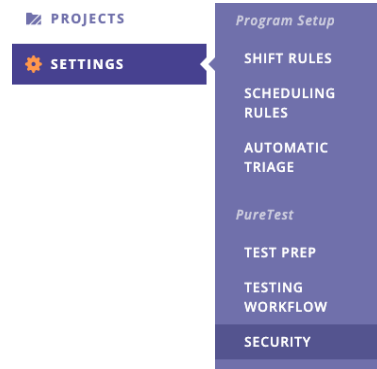 PROJECTS
SETTINGS
Program Setup
SHIFT RULES
SCHEDULING
RULES
AUTOMATIC
TRIAGE
PureTest
TEST PREP
TESTING
WORKFLOW
SECURITY